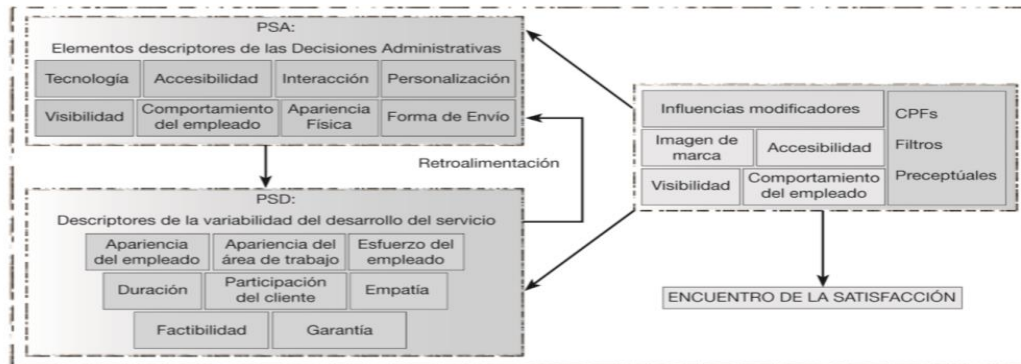 PSA:
Elementos descriptores de las Decisiones Administrativas
Tecnología
Accesibilidad
Interacción
Personalización
Visibilidad
Comportamiento
del empleado
Apariencia
Física
Forma de Envío
Retroalimentación
PSD:
Descriptores de la variabilidad del desarrollo del servicio
Apariencia
del empleado
Apariencia del
área de trabajo
Esfuerzo del
empleado
Duración
Participación
del cliente
Empatía
Factibilidad
Garantía
Influencias modificadores
Imagen de
marca
Accesibilidad
Visibilidad
Comportamiento
del empleado
CPFs
Filtros
Preceptúales
ENCUENTRO DE LA SATISFACCIÓN